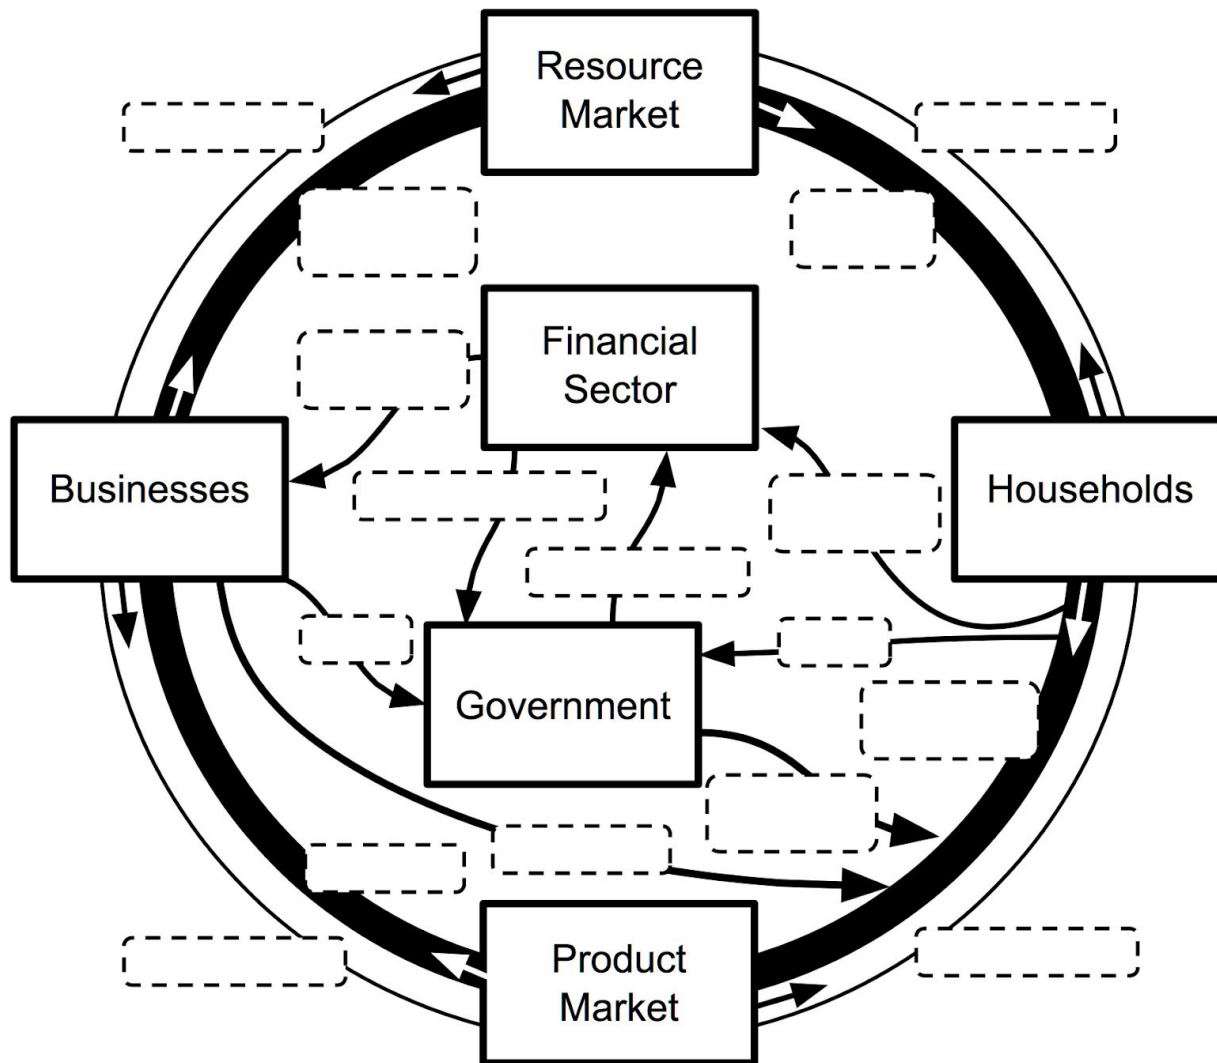 Resource
Market
Financial
Sector
Businesses
Households
Government
Product
Market